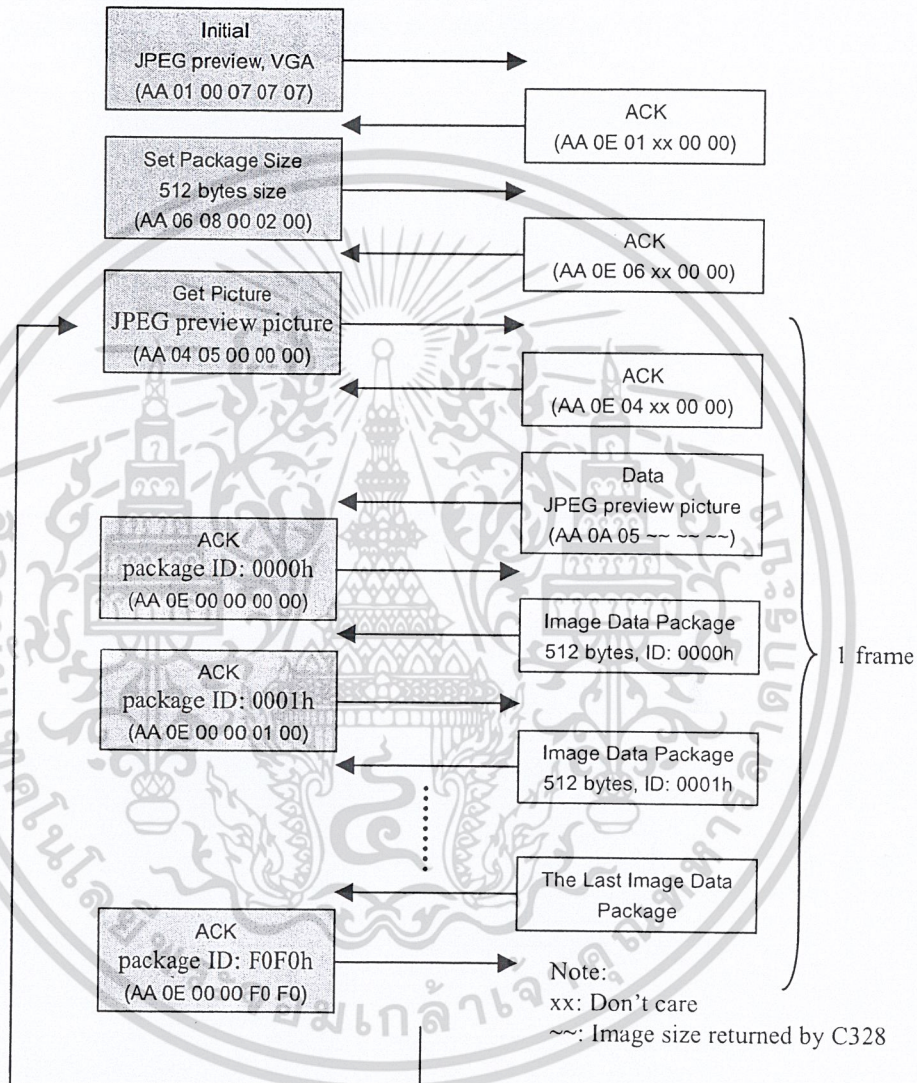 Initial
JPEG preview, VGA
(AA 01 00 07 07 07)
ACK
(AA 0E 01 xx 00 00)
Set Package Size
512 bytes size
(AA 06 08 00 02 00)
ACK
(AA 0E 06 xx 00 00)
Get Picture
JPEG preview picture
(AA 04 05 00 00 00)
ACK
(AA 0E 04 xx 00 00)
Data
JPEG preview picture
(AA 0A 05 ~~ ~~ ~~)
ACK
package ID: 0000h
(AA 0E 00 00 00 00)
Image Data Package
512 bytes, ID: 0000h
1 frame
ACK
package ID: 0001h
(AA 0E 00 00 01 00)
Image Data Package
512 bytes, ID: 0001h
The Last Image Data
Package
ACK
package ID: F0F0h
(AA 0E 00 00 F0 F0)
Note:
xx: Don't care
~~: Image size returned by C328